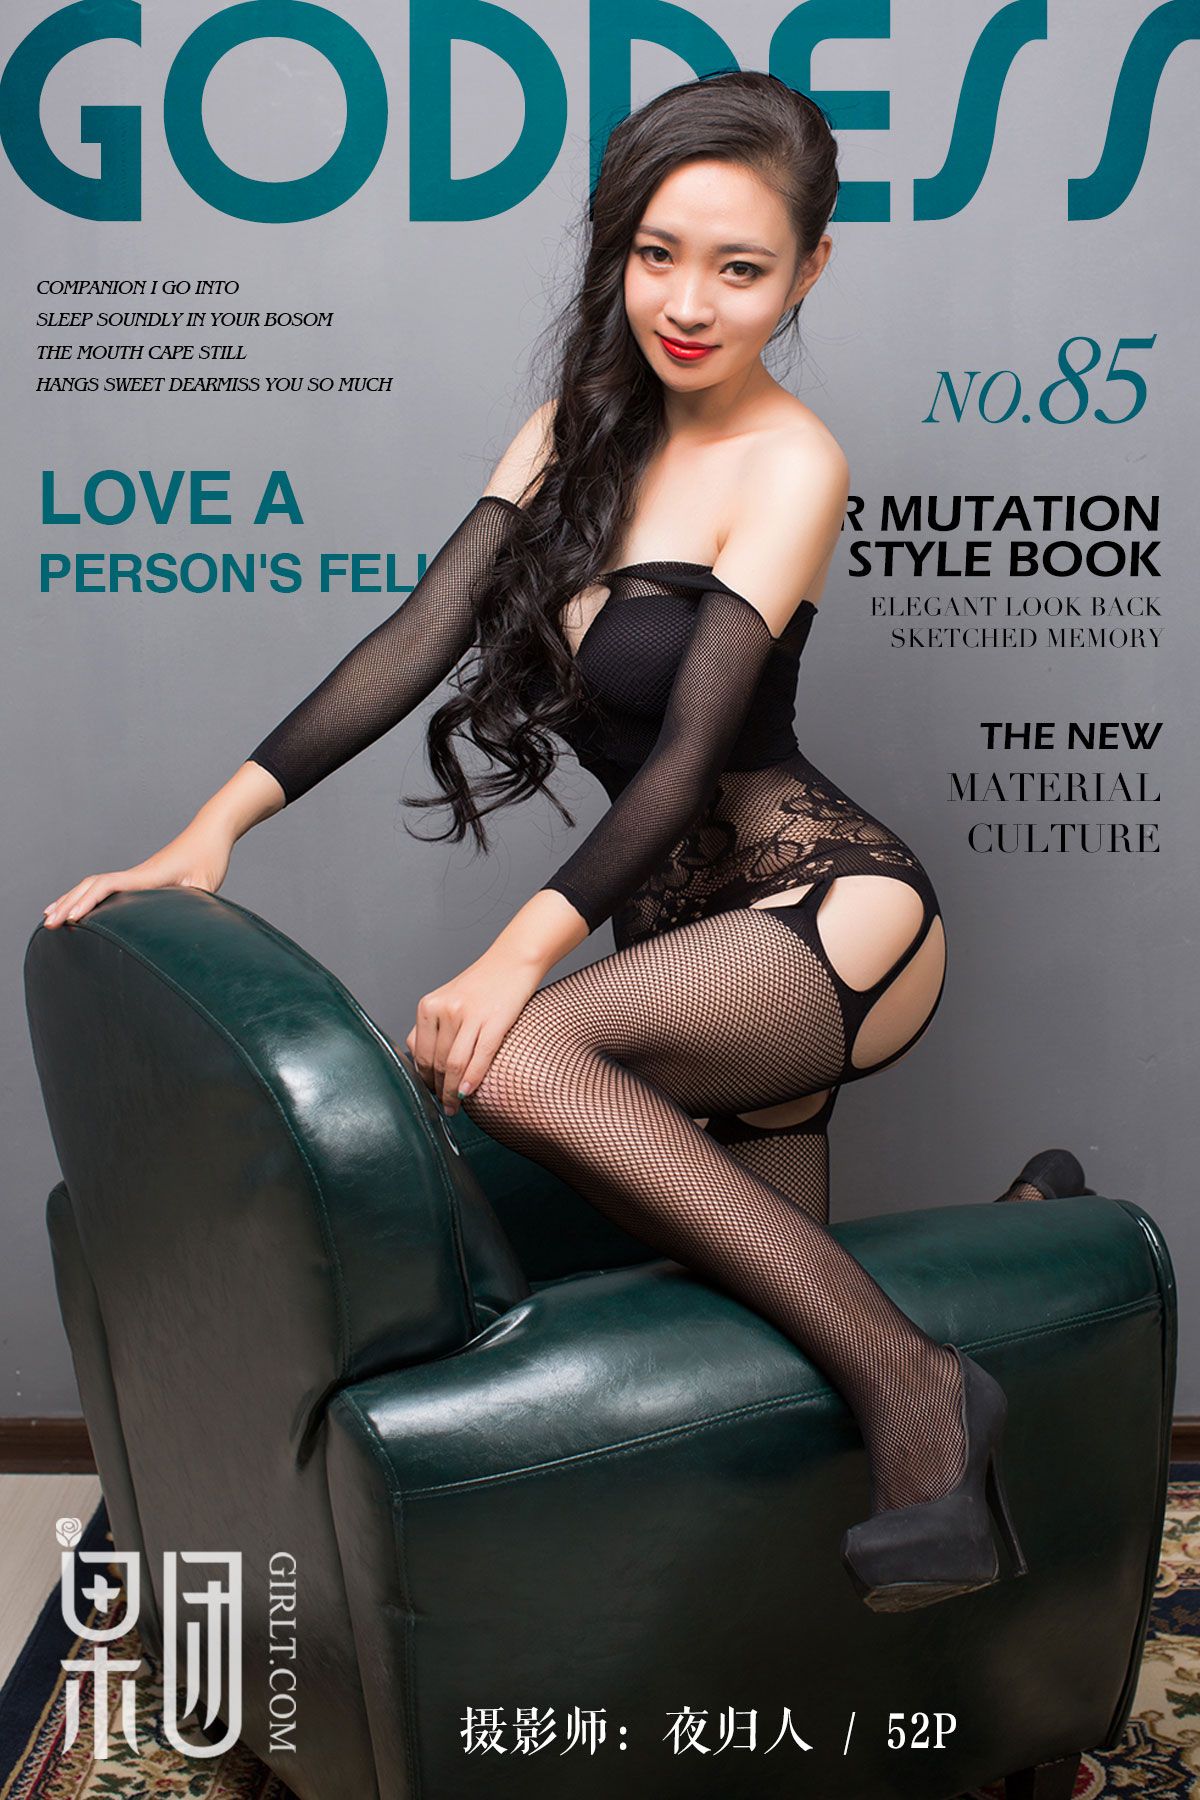 GODDESS
COMPANION I GO INTO
SLEEP SOUNDLY IN YOUR BOSOM
THE MOUTH CAPE STILL
HANGS SWEET DEARMISS YOU SO MUCH
NO.85
LOVE A
PERSON'S FELL
R MUTATION
STYLE BOOK
ELEGANT LOOK BACK
SKETCHED MEMORY
THE NEW
MATERIAL
CULTURE
果团
GIRLT.COM
摄影师：夜归人 / 52P